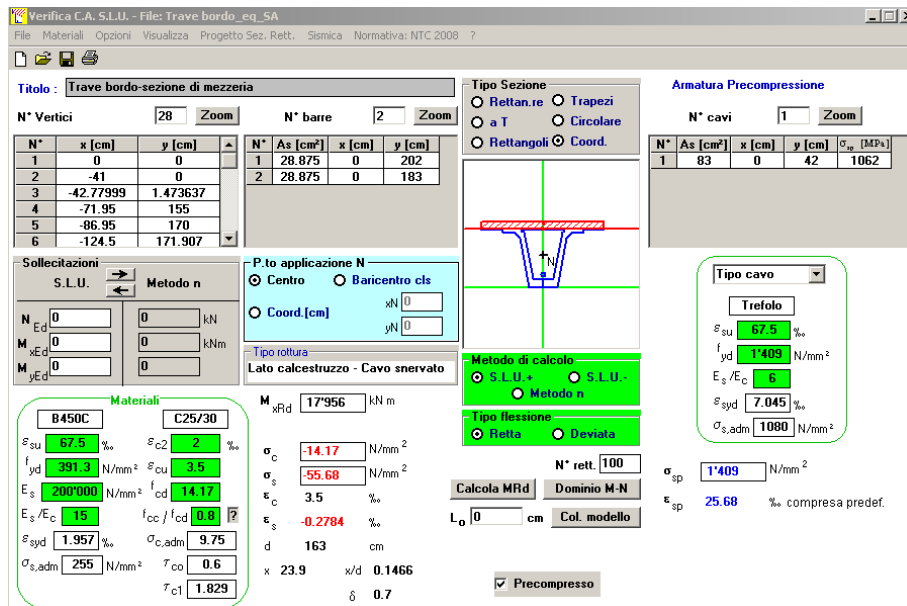 Verifica C.A. S.L.U. - File: Trave bordo_eq_SA
File Materiali Opzioni Visualizza Progetto Sez. Rett. Sismica Normativa: NTC 2008 ?
Titolo : Trave bordo-sezione di mezzeria
N* Vertici 28 Zoom
N* x [cm] y [cm]
1 0 0
2 -41 0
3 -42.77999 1.473637
4 -71.95 155
5 -86.95 170
6 -124.5 171.907
N* barre 2 Zoom
N* As [cm²] x [cm] y [cm]
1 28.875 0 202
2 28.875 0 183
Tipo Sezione
Rettan.re Trapezi
a T Circolare
Rettangoli Coord.
N
Armatura Precompressione
N* cavi 1 Zoom
N* As [cm²] x [cm] y [cm] σsp [MPa]
1 83 0 42 1062
Sollecitazioni
S.L.U. Metodo n
N Ed 0 0 kN
M xEd 0 0 kNm
M yEd 0 0
P.to applicazione N
Centro Baricentro cls
Coord.[cm] xN 0
yN 0
Tipo rottura
Lato calcestruzzo - Cavo snervato
Materiali
B450C C25/30
εsu 67.5 ‰ εc2 2 ‰
fyd 391.3 N/mm² εcu 3.5
Es 200'000 N/mm² fcd 14.17
Es/Ec 15 fcc / fcd 0.8 ?
εsyd 1.957 ‰ σc,adm 9.75
σs,adm 255 N/mm² τco 0.6
τc1 1.829
M xRd 17'956 kN m
σc -14.17 N/mm²
σs -55.68 N/mm²
εc 3.5 ‰
εs -0.2784 ‰
d 163 cm
x 23.9 x/d 0.1466
δ 0.7
Metodo di calcolo
S.L.U.+ S.L.U.-
Metodo n
Tipo flessione
Retta Deviata
N* rett. 100
Calcola MRd Dominio M-N
Lo 0 cm Col. modello
Precompresso
Tipo cavo
Trefolo
εsu 67.5 ‰
fyd 1'409 N/mm²
Es/Ec 6
εsyd 7.045 ‰
σs,adm 1080 N/mm²
σsp 1'409 N/mm²
εsp 25.68 ‰ compresa predef.